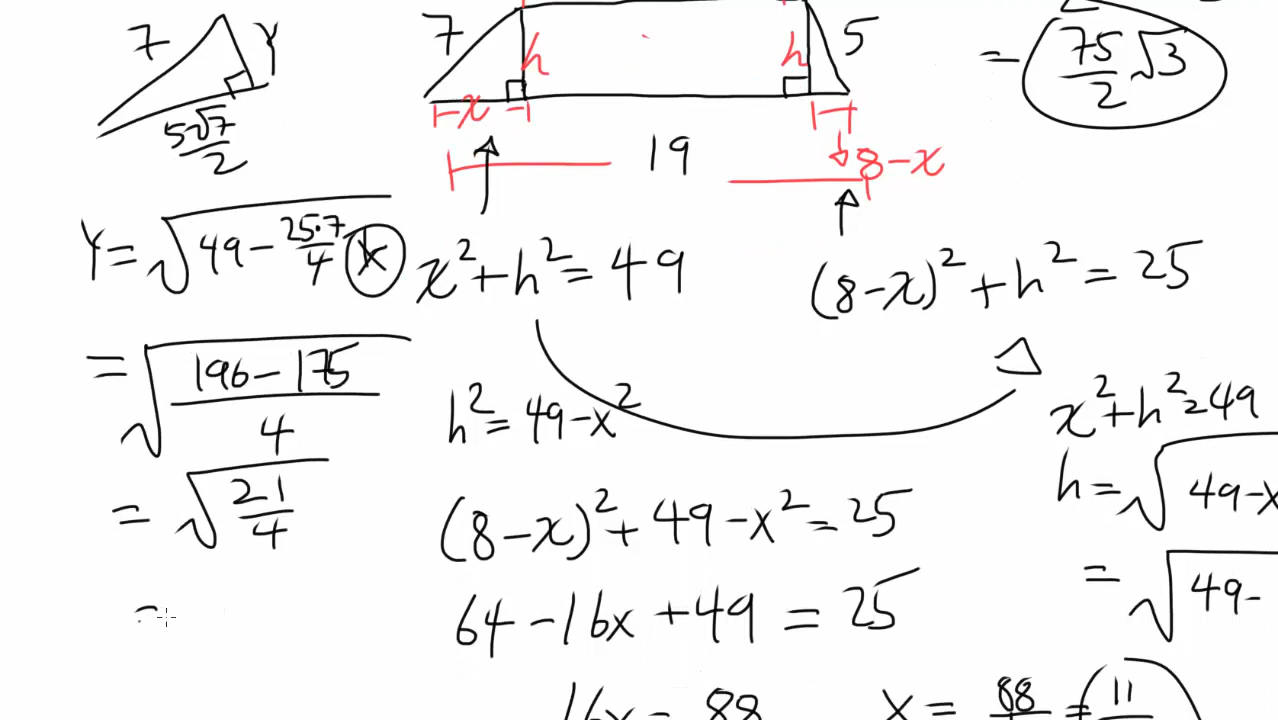 7 Y
5√7/2
7 h h 5
x
19
8-x
= 75/2 √3
Y = √(49 - 25·7/4)
x² + h² = 49
(8-x)² + h² = 25
= √((196-175)/4)
h² = 49-x²
= √(21/4)
(8-x)² + 49 - x² = 25
64 - 16x + 49 = 25
16x = 88
x = 88
= 11
x² + h² = 49
h = √49-x
= √49-